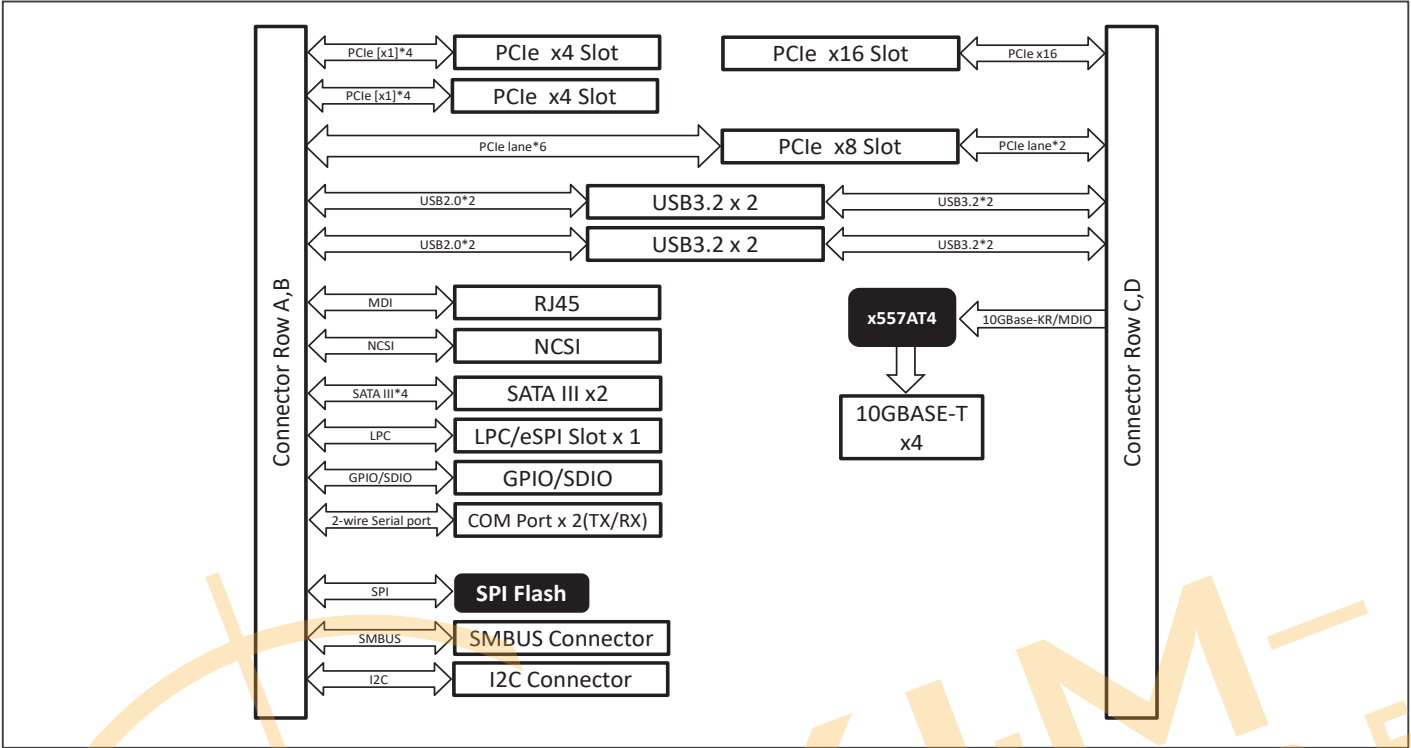 PCIe [x1]*4
PCIe x4 Slot
PCIe x16 Slot
PCIe x16
PCIe [x1]*4
PCIe x4 Slot
PCIe lane*6
PCIe x8 Slot
PCIe lane*2
USB2.0*2
USB3.2 x 2
USB3.2*2
USB2.0*2
USB3.2 x 2
USB3.2*2
Connector Row A,B
Connector Row C,D
MDI
RJ45
x557AT4
10GBase-KR/MDIO
NCSI
NCSI
SATA III*4
SATA III x2
10GBASE-T
x4
LPC
LPC/eSPI Slot x 1
GPIO/SDIO
GPIO/SDIO
2-wire Serial port
COM Port x 2(TX/RX)
SPI
SPI Flash
SMBUS
SMBUS Connector
I2C
I2C Connector